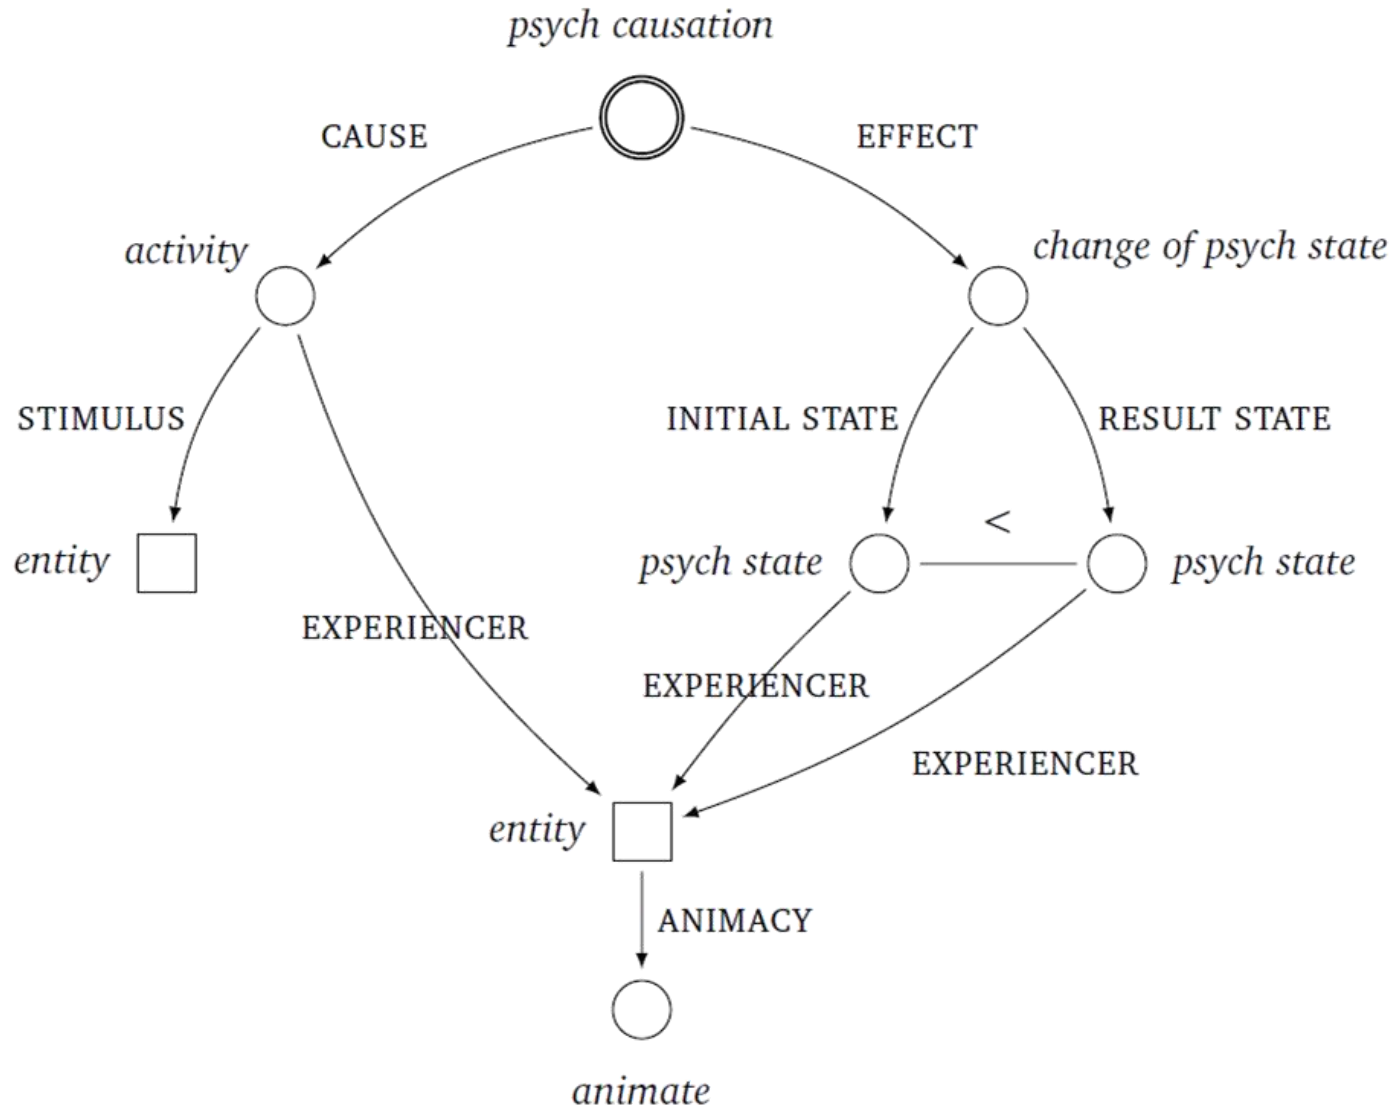 psych causation
CAUSE
EFFECT
activity
change of psych state
STIMULUS
INITIAL STATE
RESULT STATE
<
entity
psych state
psych state
EXPERIENCER
EXPERIENCER
EXPERIENCER
entity
ANIMACY
animate